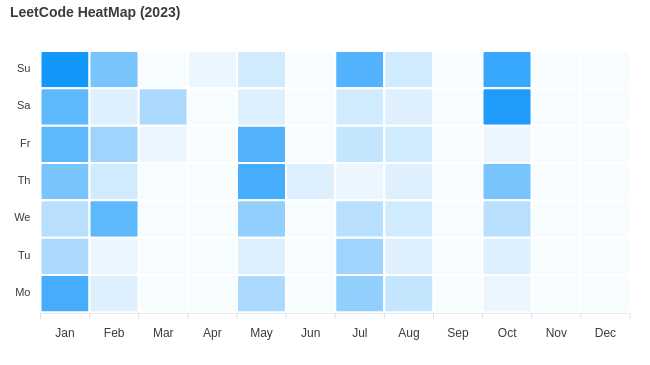 LeetCode HeatMap (2023)
Su
Sa
Fr
Th
We
Tu
Mo
Jan Feb Mar Apr May Jun Jul Aug Sep Oct Nov Dec